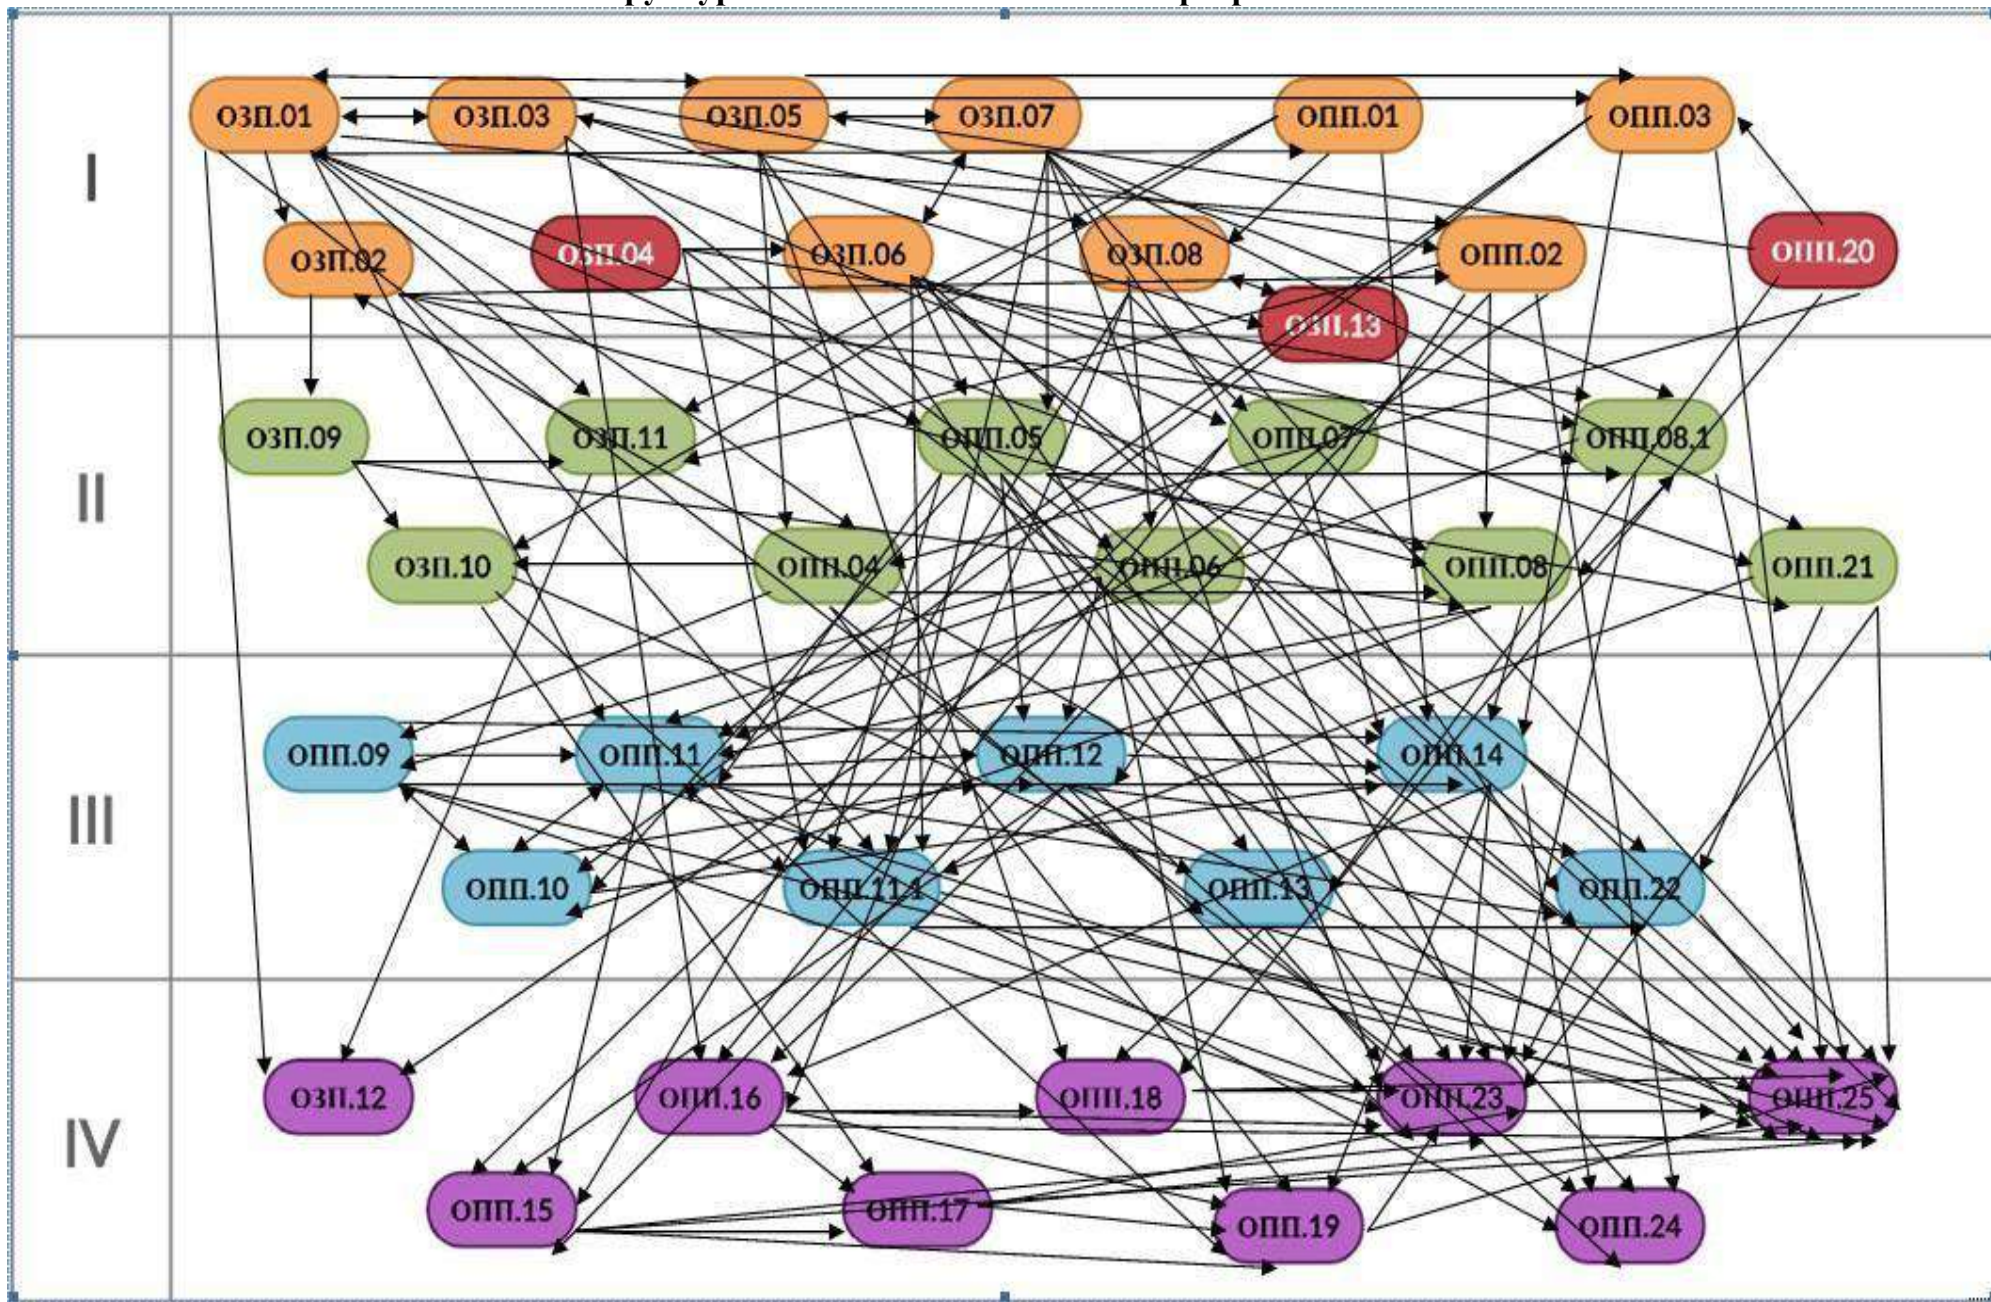 I
ОЗП.01 ОЗП.03 ОЗП.05 ОЗП.07 ОПП.01 ОПП.03
ОЗП.02 ОЗП.04 ОЗП.06 ОЗП.08 ОПП.02 ОПП.20
ОЗП.13
II
ОЗП.09 ОЗП.11 ОПП.05 ОПП.07 ОПП.08.1
ОЗП.10 ОПП.04 ОПП.06 ОПП.08 ОПП.21
III
ОПП.09 ОПП.11 ОПП.12 ОПП.14
ОПП.10 ОПП.11.1 ОПП.13 ОПП.22
IV
ОЗП.12 ОПП.16 ОПП.18 ОПП.23 ОПП.25
ОПП.15 ОПП.17 ОПП.19 ОПП.24